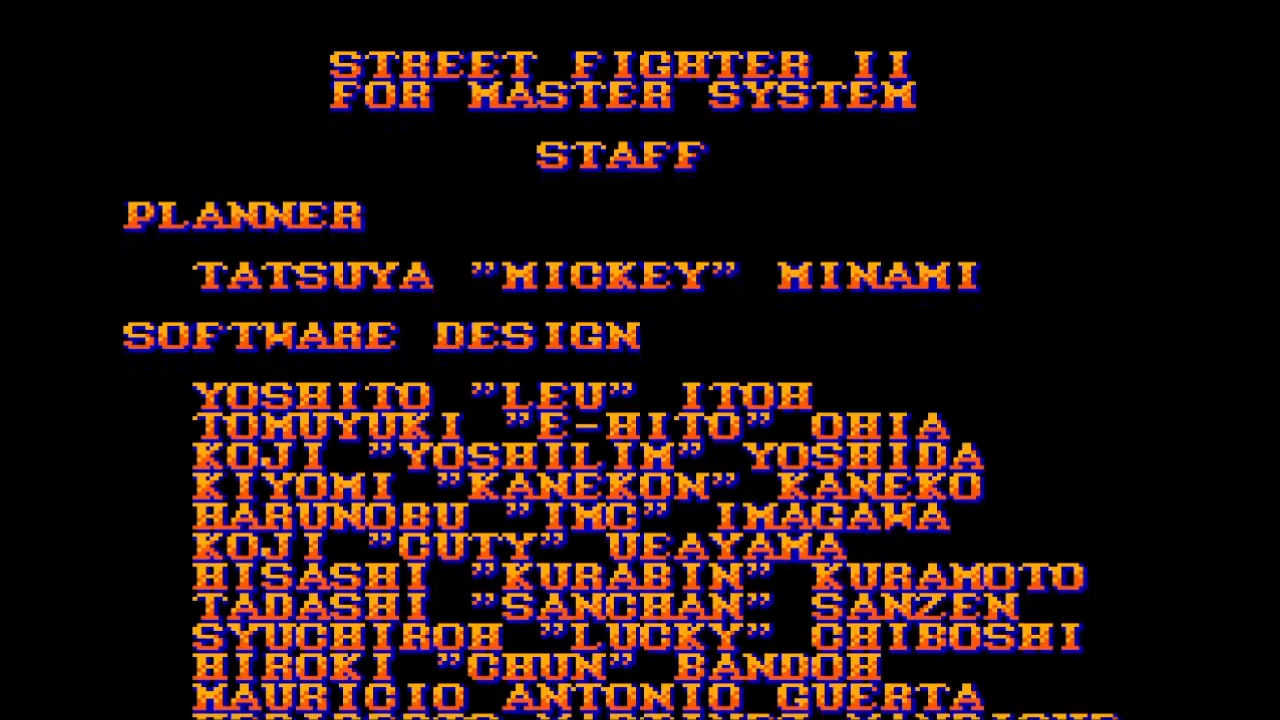 STREET FIGHTER II
FOR MASTER SYSTEM
STAFF
PLANNER
TATSUYA "MICKEY" MINAMI
SOFTWARE DESIGN
YOSHITO "LEU" ITOH
TOMUYUKI "E-HITO" OHIA
KOJI "YOSHILIM" YOSHIDA
KIYOMI "KANEKON" KANEKO
HARUNOBU "IMC" IMAGAWA
KOJI "CUTY" UEAYAMA
HISASHI "KURABIN" KURAMOTO
TADASHI "SANCHAN" SANZEN
SYUCHIROH "LUCKY" CHIBOSHI
HIROKI "CHUN" BANDOH
MAURICIO ANTONIO GUERTA